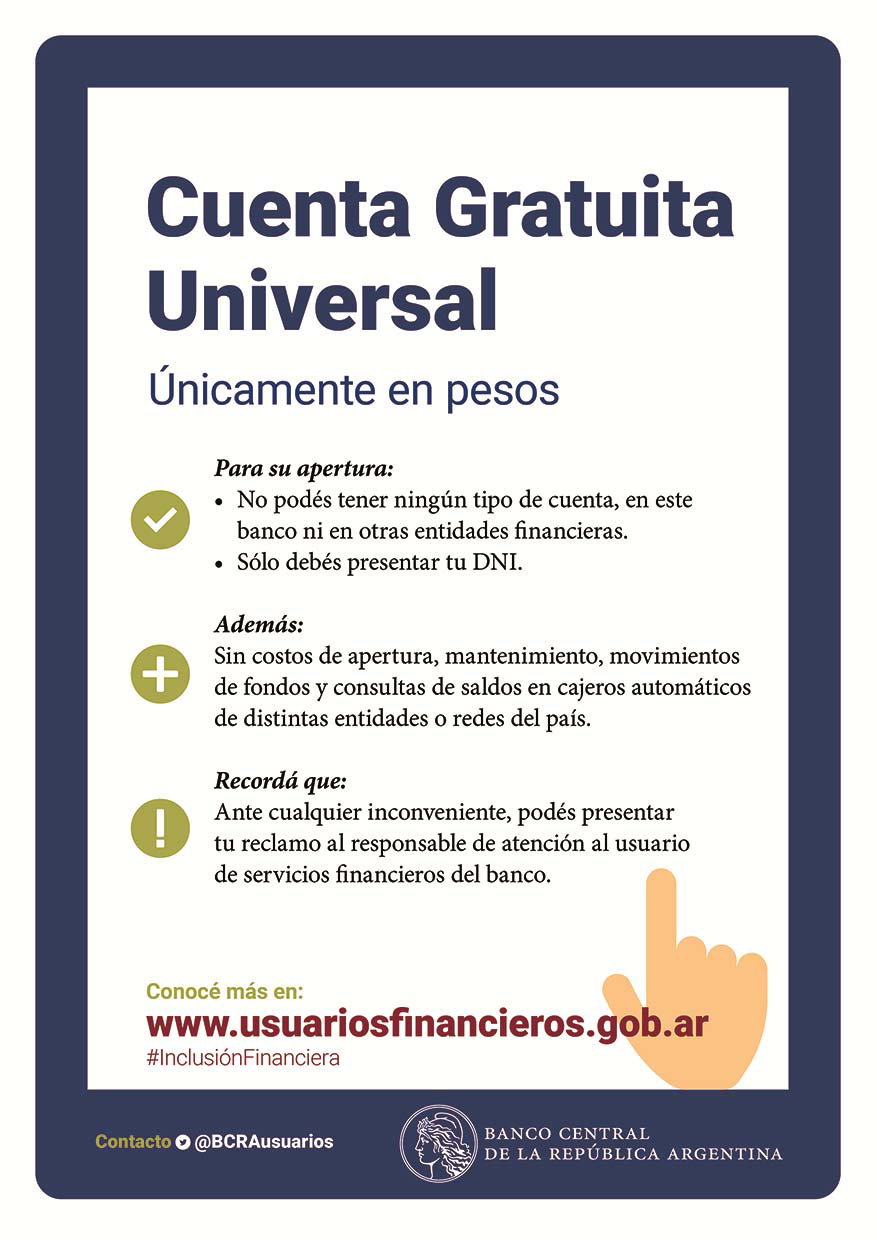 Cuenta Gratuita
Universal
Únicamente en pesos
Para su apertura:
• No podés tener ningún tipo de cuenta, en este
banco ni en otras entidades financieras.
• Sólo debés presentar tu DNI.
Además:
Sin costos de apertura, mantenimiento, movimientos
de fondos y consultas de saldos en cajeros automáticos
de distintas entidades o redes del país.
Recordá que:
Ante cualquier inconveniente, podés presentar
tu reclamo al responsable de atención al usuario
de servicios financieros del banco.
Conocé más en:
www.usuariosfinancieros.gob.ar
#InclusiónFinanciera
Contacto @BCRAusuarios
BANCO CENTRAL
DE LA REPÚBLICA ARGENTINA